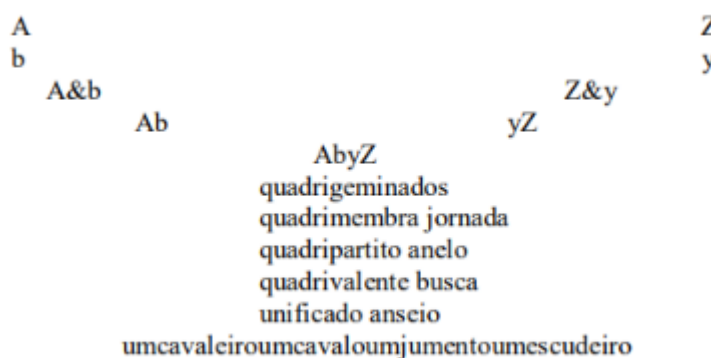 A Z
b y
A&b Z&y
Ab yZ
AbyZ
quadrigeminados
quadrimembra jornada
quadripartito anelo
quadrivalente busca
unificado anseio
umcavaleiroumcavaloumjumentoumescudeiro